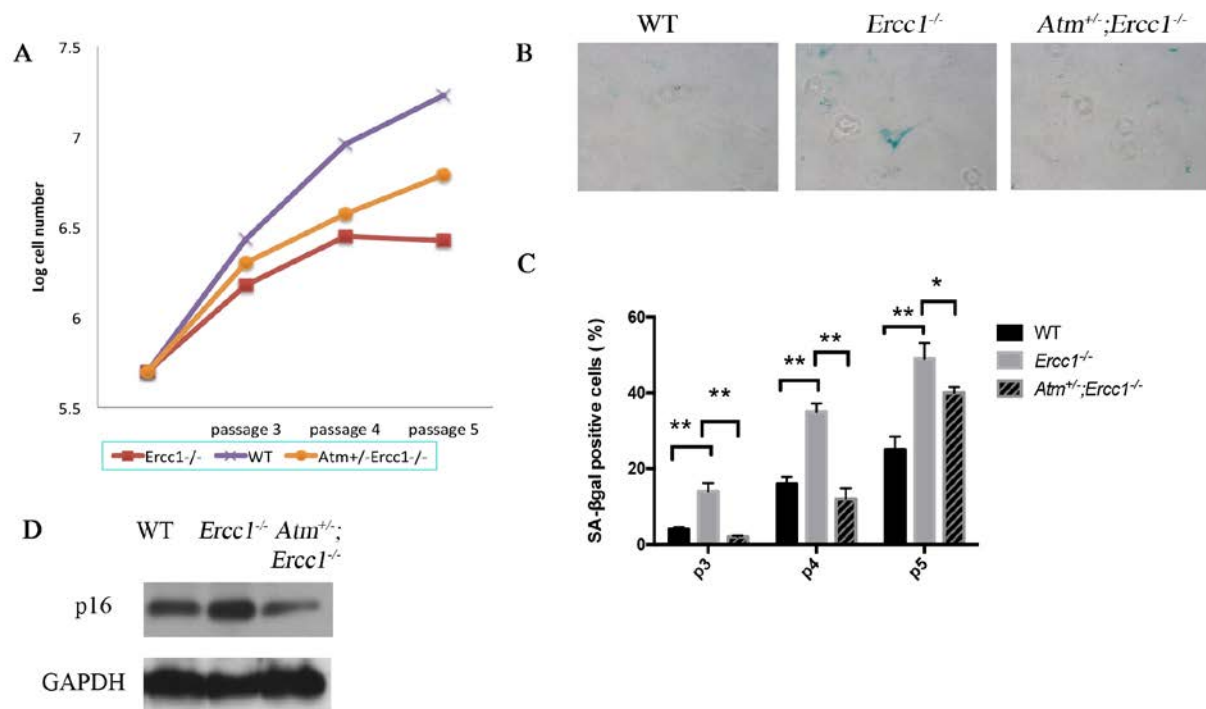 A
7.5
7
6.5
6
5.5
Log cell number
passage 3 passage 4 passage 5
Ercc1-/- WT Atm+/-Ercc1-/-
B
WT Ercc1-/- Atm+/-;Ercc1-/-
C
60
40
20
0
SA-βgal positive cells ( %)
** ** ** ** ** *
p3 p4 p5
WT
Ercc1-/-
Atm+/-;Ercc1-/-
D
WT Ercc1-/- Atm+/-;
Ercc1-/-
p16
GAPDH